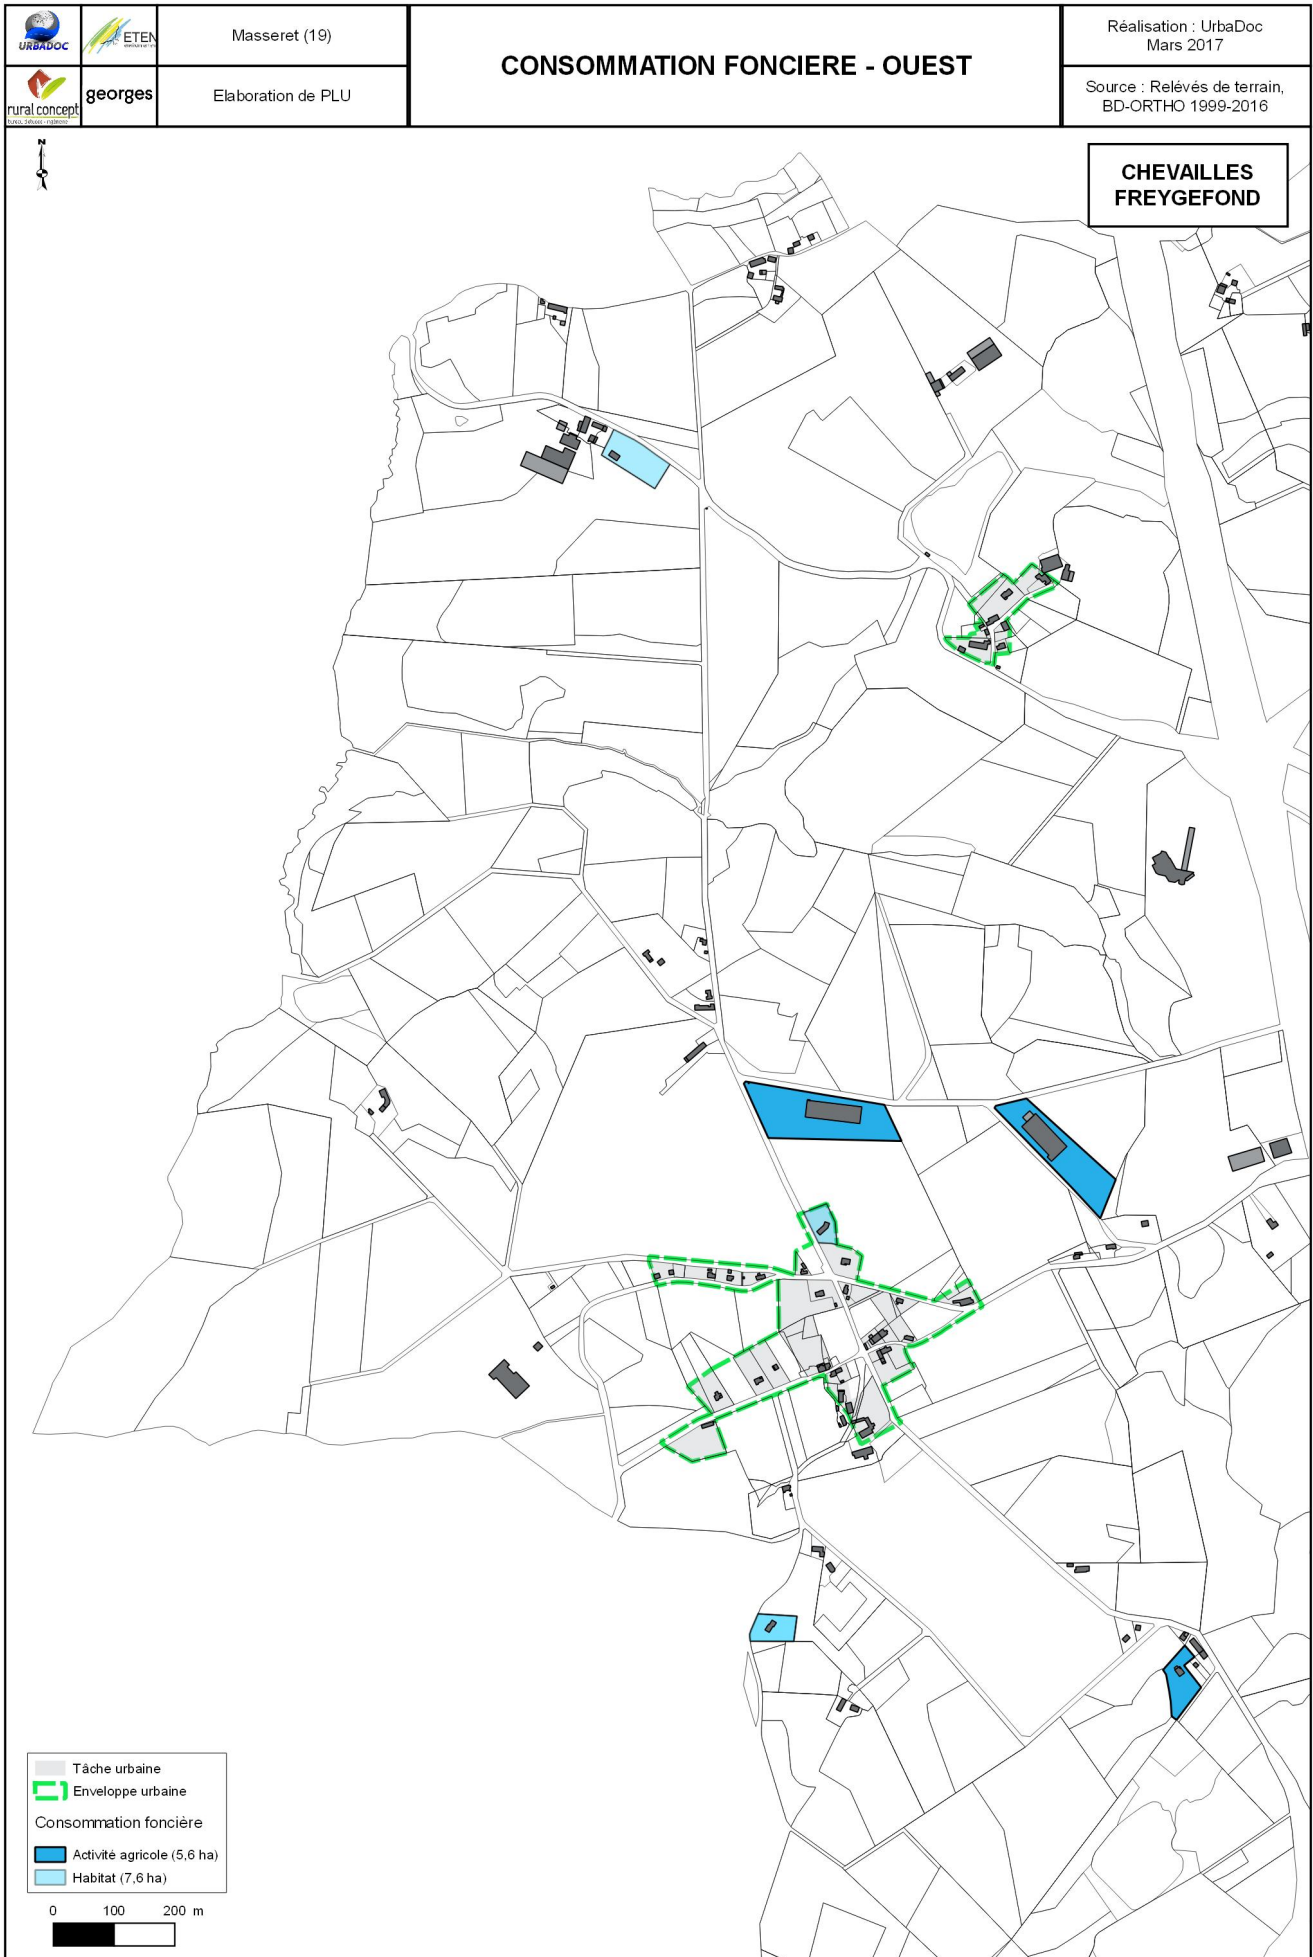 URBADOC
ETEN
Masseret (19)
rural concept
georges
Elaboration de PLU
CONSOMMATION FONCIERE - OUEST
Réalisation : UrbaDoc
Mars 2017
Source : Relévés de terrain,
BD-ORTHO 1999-2016
N
CHEVAILLES
FREYGEFOND
Tâche urbaine
Enveloppe urbaine
Consommation foncière
Activité agricole (5,6 ha)
Habitat (7,6 ha)
0 100 200 m